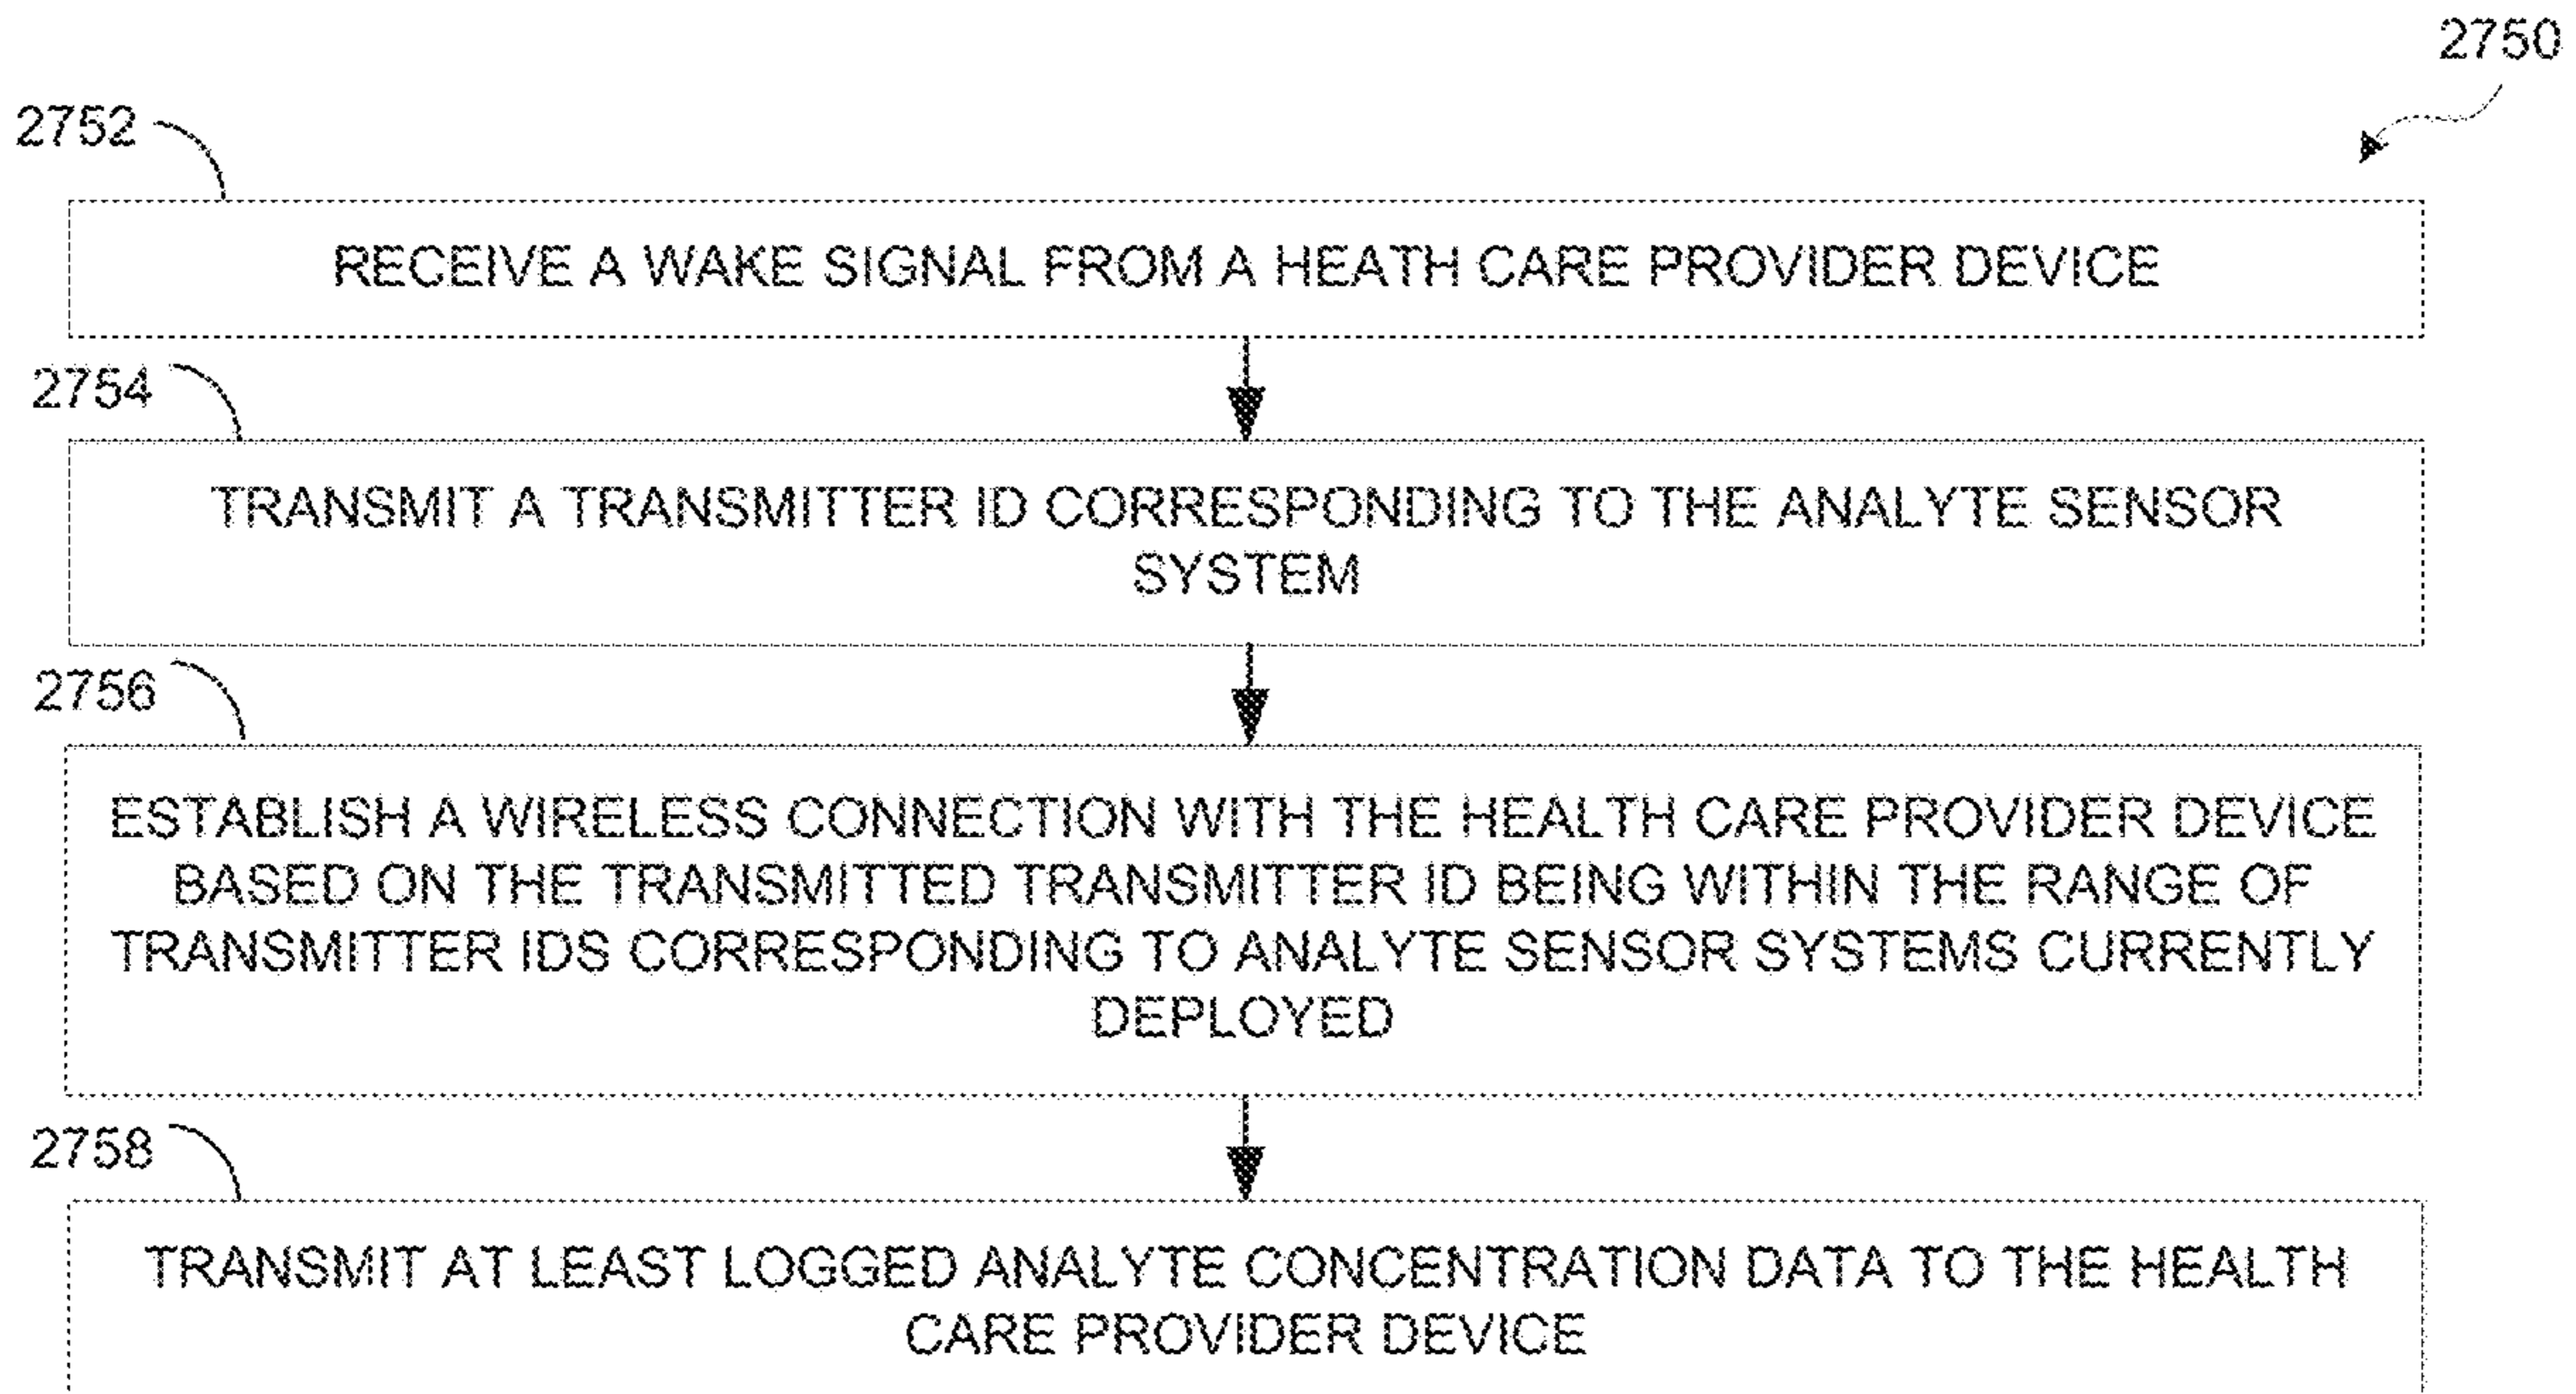 2750
2752
RECEIVE A WAKE SIGNAL FROM A HEATH CARE PROVIDER DEVICE
2754
TRANSMIT A TRANSMITTER ID CORRESPONDING TO THE ANALYTE SENSOR
SYSTEM
2756
ESTABLISH A WIRELESS CONNECTION WITH THE HEALTH CARE PROVIDER DEVICE
BASED ON THE TRANSMITTED TRANSMITTER ID BEING WITHIN THE RANGE OF
TRANSMITTER IDS CORRESPONDING TO ANALYTE SENSOR SYSTEMS CURRENTLY
DEPLOYED
2758
TRANSMIT AT LEAST LOGGED ANALYTE CONCENTRATION DATA TO THE HEALTH
CARE PROVIDER DEVICE